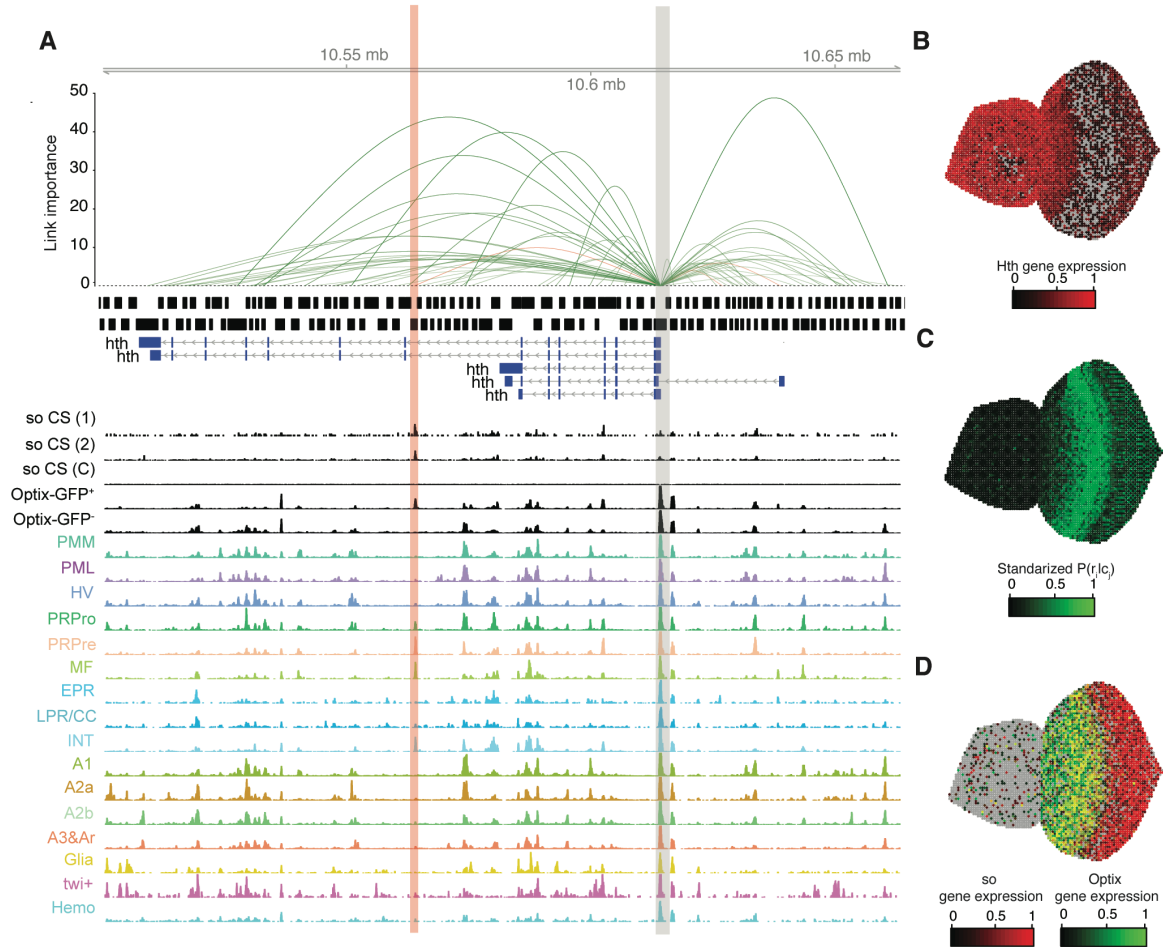 A
10.55 mb
10.65 mb
10.6 mb
50
40
30
20
10
0
Link importance
hth
hth
hth
hth
hth
so CS (1)
so CS (2)
so CS (C)
Optix-GFP⁺
Optix-GFP⁻
PMM
PML
HV
PRPro
PRPre
MF
EPR
LPR/CC
INT
A1
A2a
A2b
A3&Ar
Glia
twi+
Hemo
B
Hth gene expression
0 0.5 1
C
Standarized P(rᵢ|cⱼ)
0 0.5 1
D
so gene expression
0 0.5 1
Optix gene expression
0 0.5 1